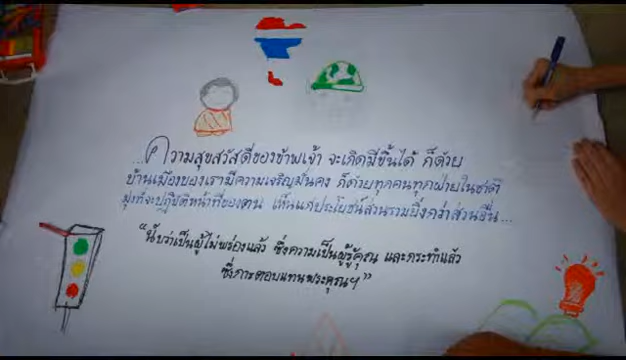 ...ความสุขสวัสดีของข้าพเจ้า จะเกิดมีขึ้นได้ ก็ด้วย
บ้านเมืองของเรามีความเจริญมั่นคง ก็ด้วยทุกคนทุกฝ่ายในชาติ
มุ่งที่จะปฏิบัติหน้าที่ของตน เห็นแก่ประโยชน์ส่วนรวมยิ่งกว่าส่วนอื่น...
“นับว่าเป็นผู้ไม่พร่องแล้ว ซึ่งความเป็นผู้รู้คุณ และกระทำแล้ว
ซึ่งการตอบแทนพระคุณฯ”